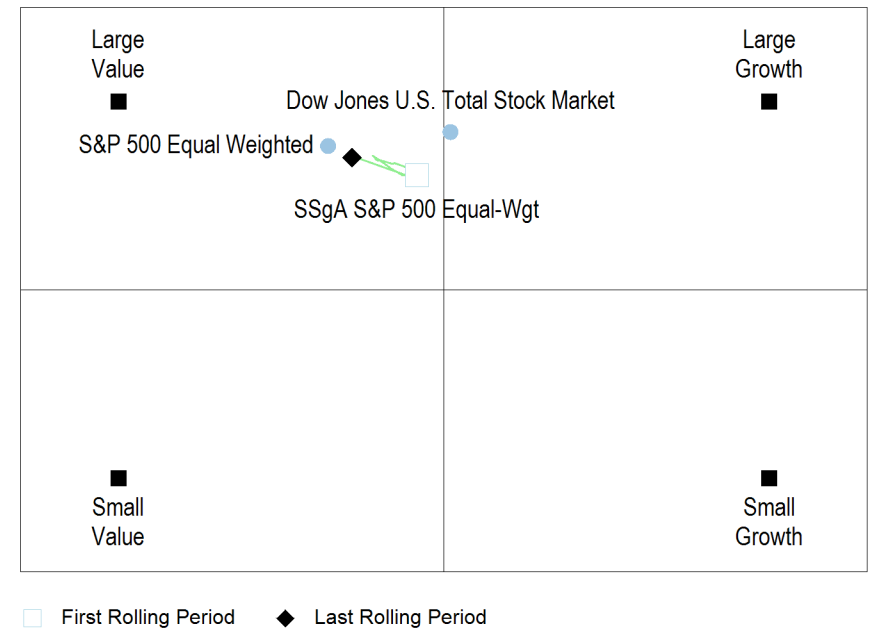 Large
Value
Large
Growth
Dow Jones U.S. Total Stock Market
S&P 500 Equal Weighted
SSgA S&P 500 Equal-Wgt
Small
Value
Small
Growth
First Rolling Period
Last Rolling Period